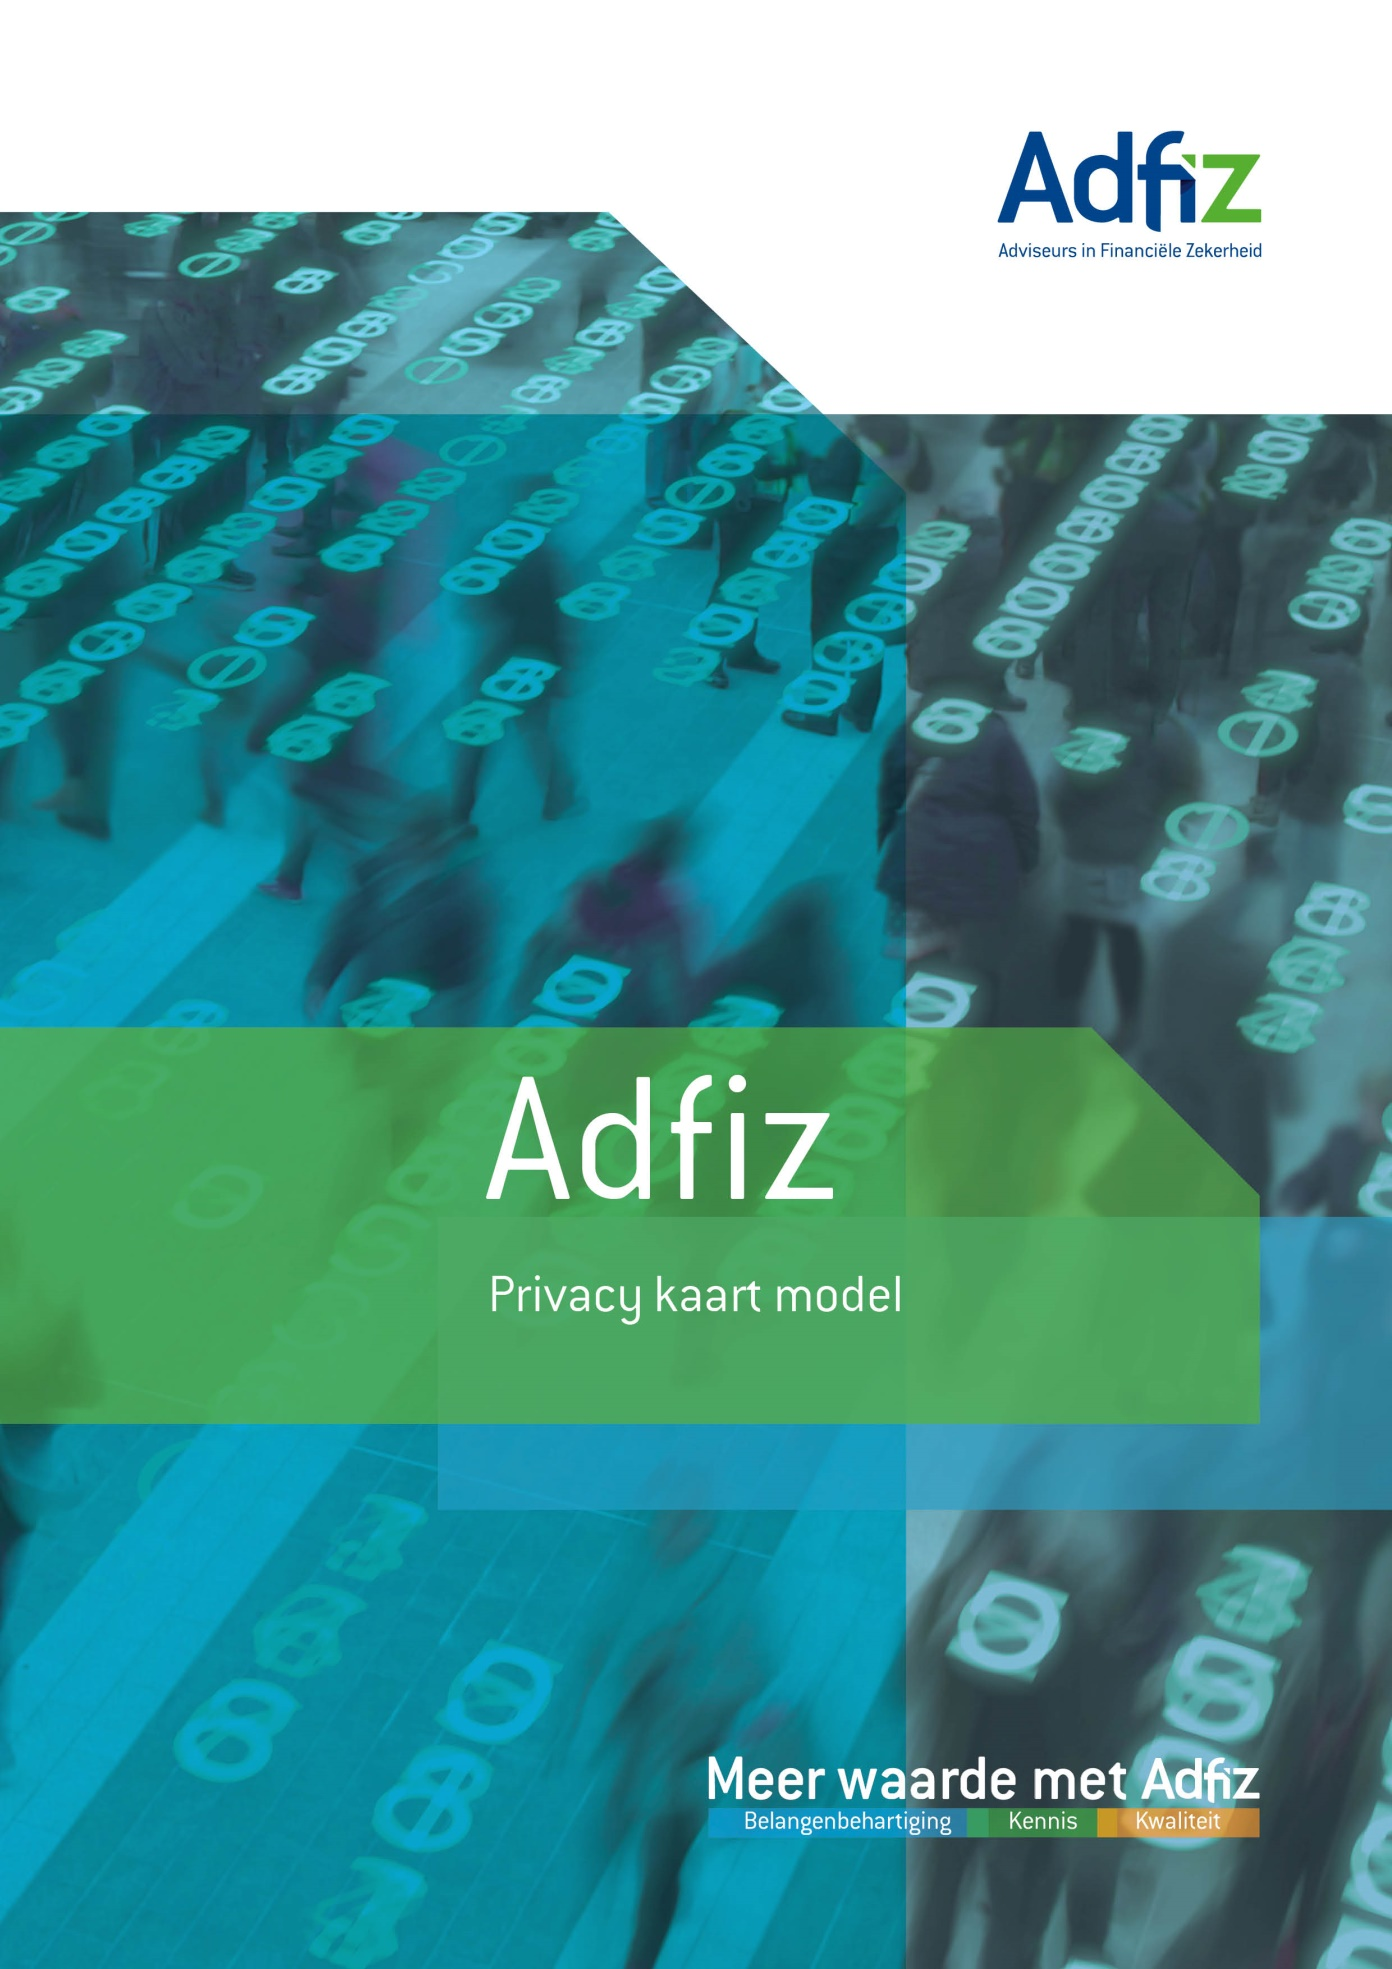 Adfiz
Adviseurs in Financiële Zekerheid
Adfiz
Privacy kaart model
Meer waarde met Adfiz
Belangenbehartiging Kennis Kwaliteit